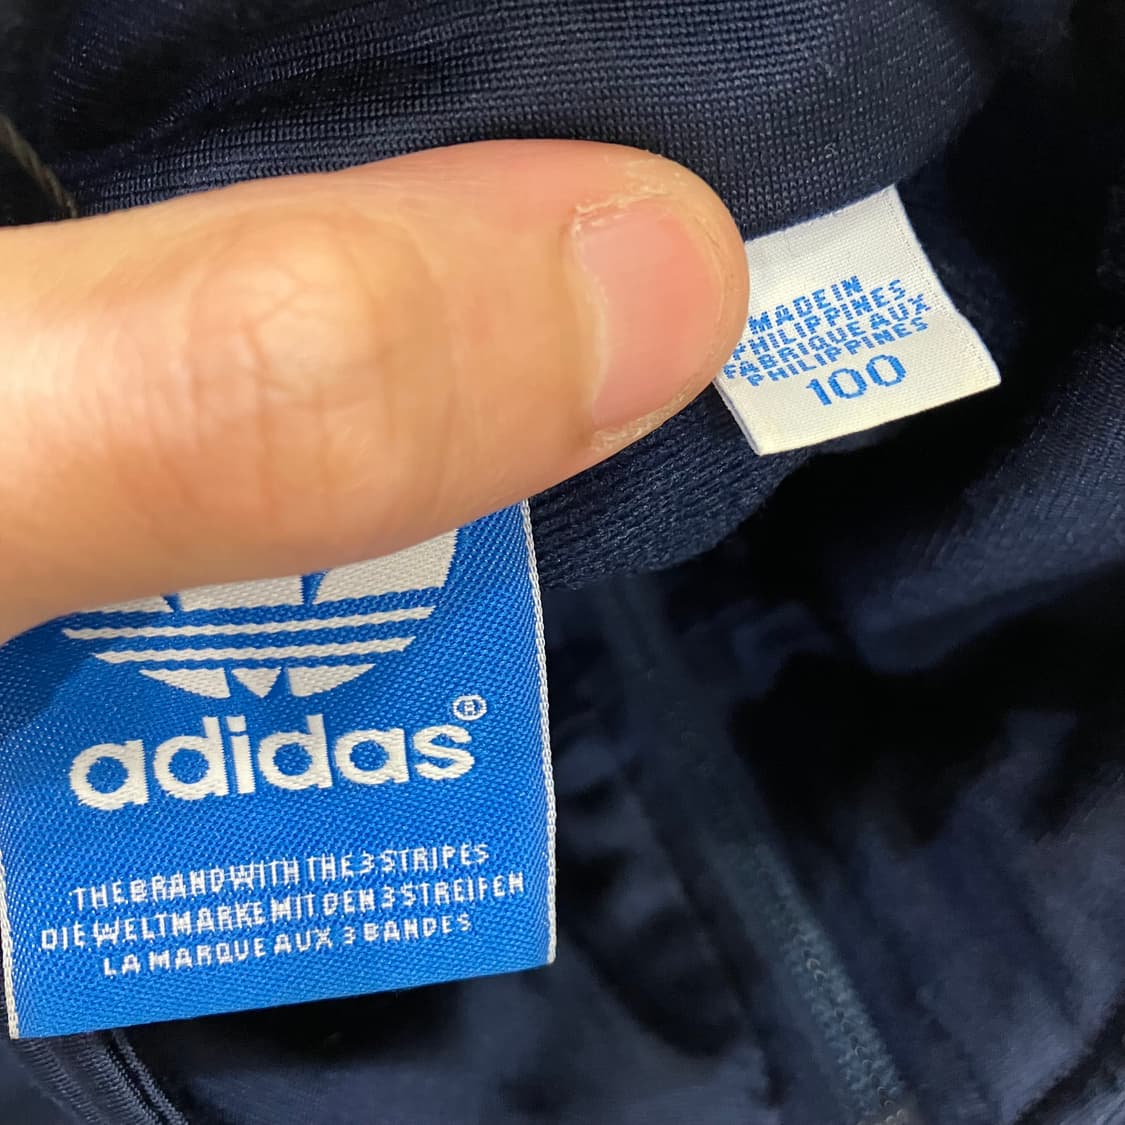 MADE IN
PHILIPPINES
FABRIQUE AUX
PHILIPPINES
100
adidas®
THE BRAND WITH THE 3 STRIPES
DIE WELTMARKE MIT DEN 3 STREIFEN
LA MARQUE AUX 3 BANDES